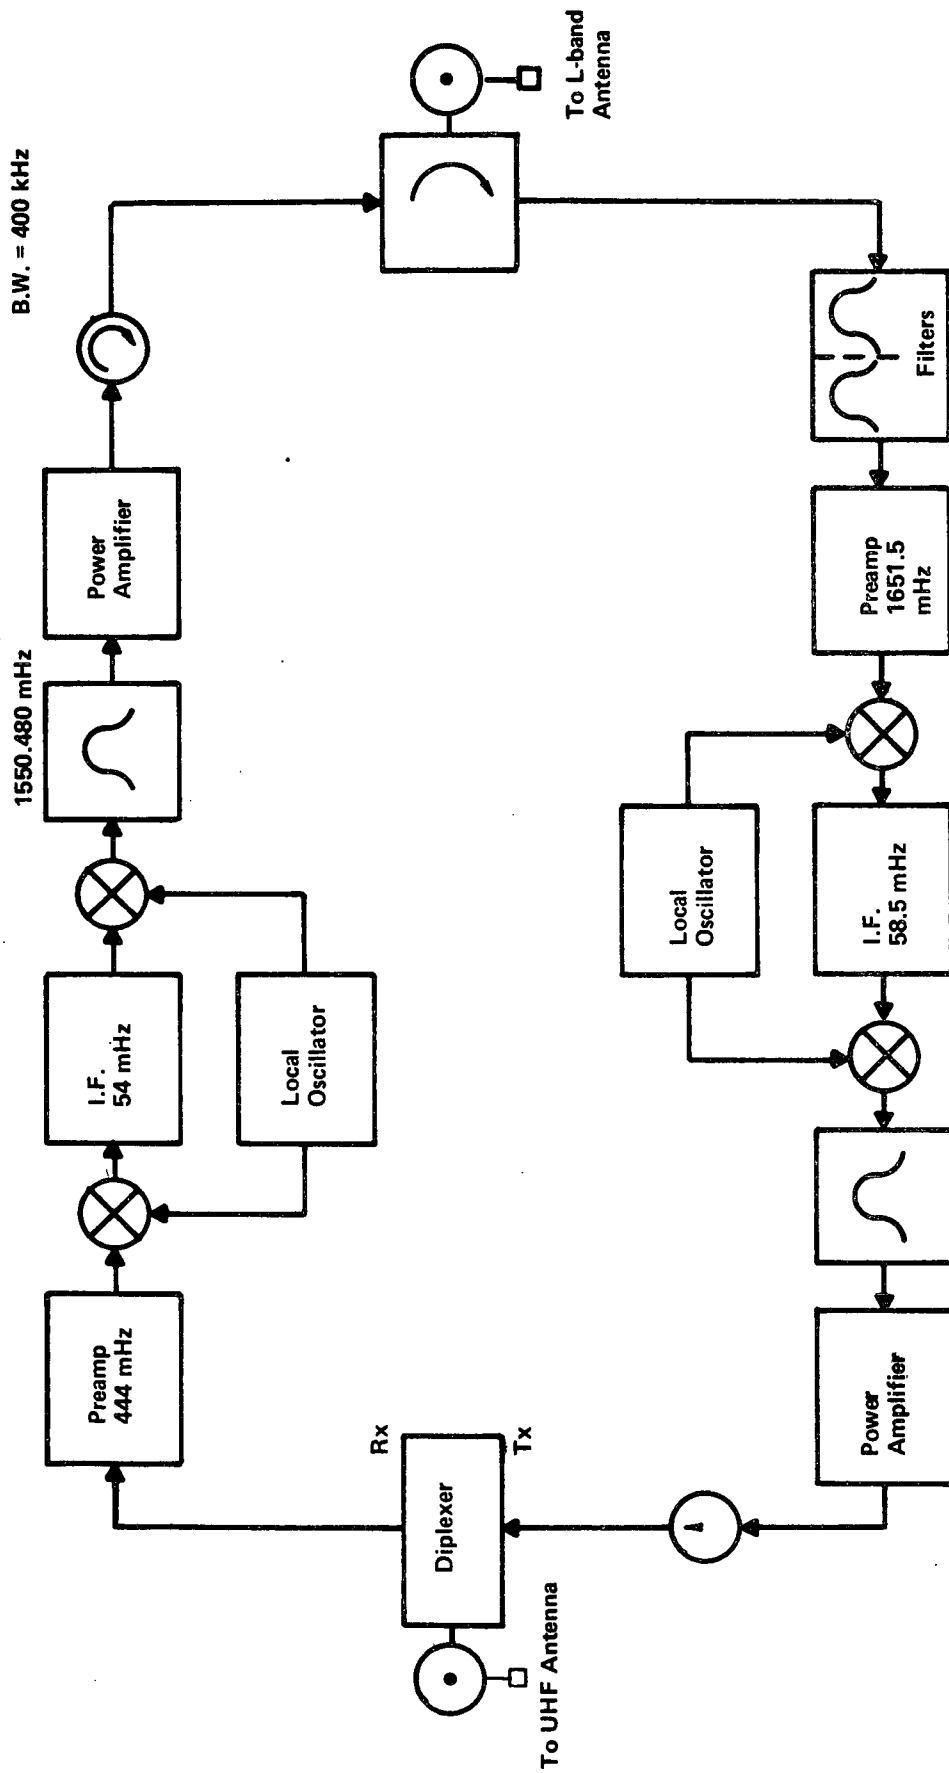 B.W. = 400 kHz
1550.480 mHz
Preamp
444 mHz
I.F.
54 mHz
Power
Amplifier
Local
Oscillator
Rx
Diplexer
Tx
To UHF Antenna
To L-band
Antenna
Local
Oscillator
Power
Amplifier
I.F.
58.5 mHz
Preamp
1651.5
mHz
Filters